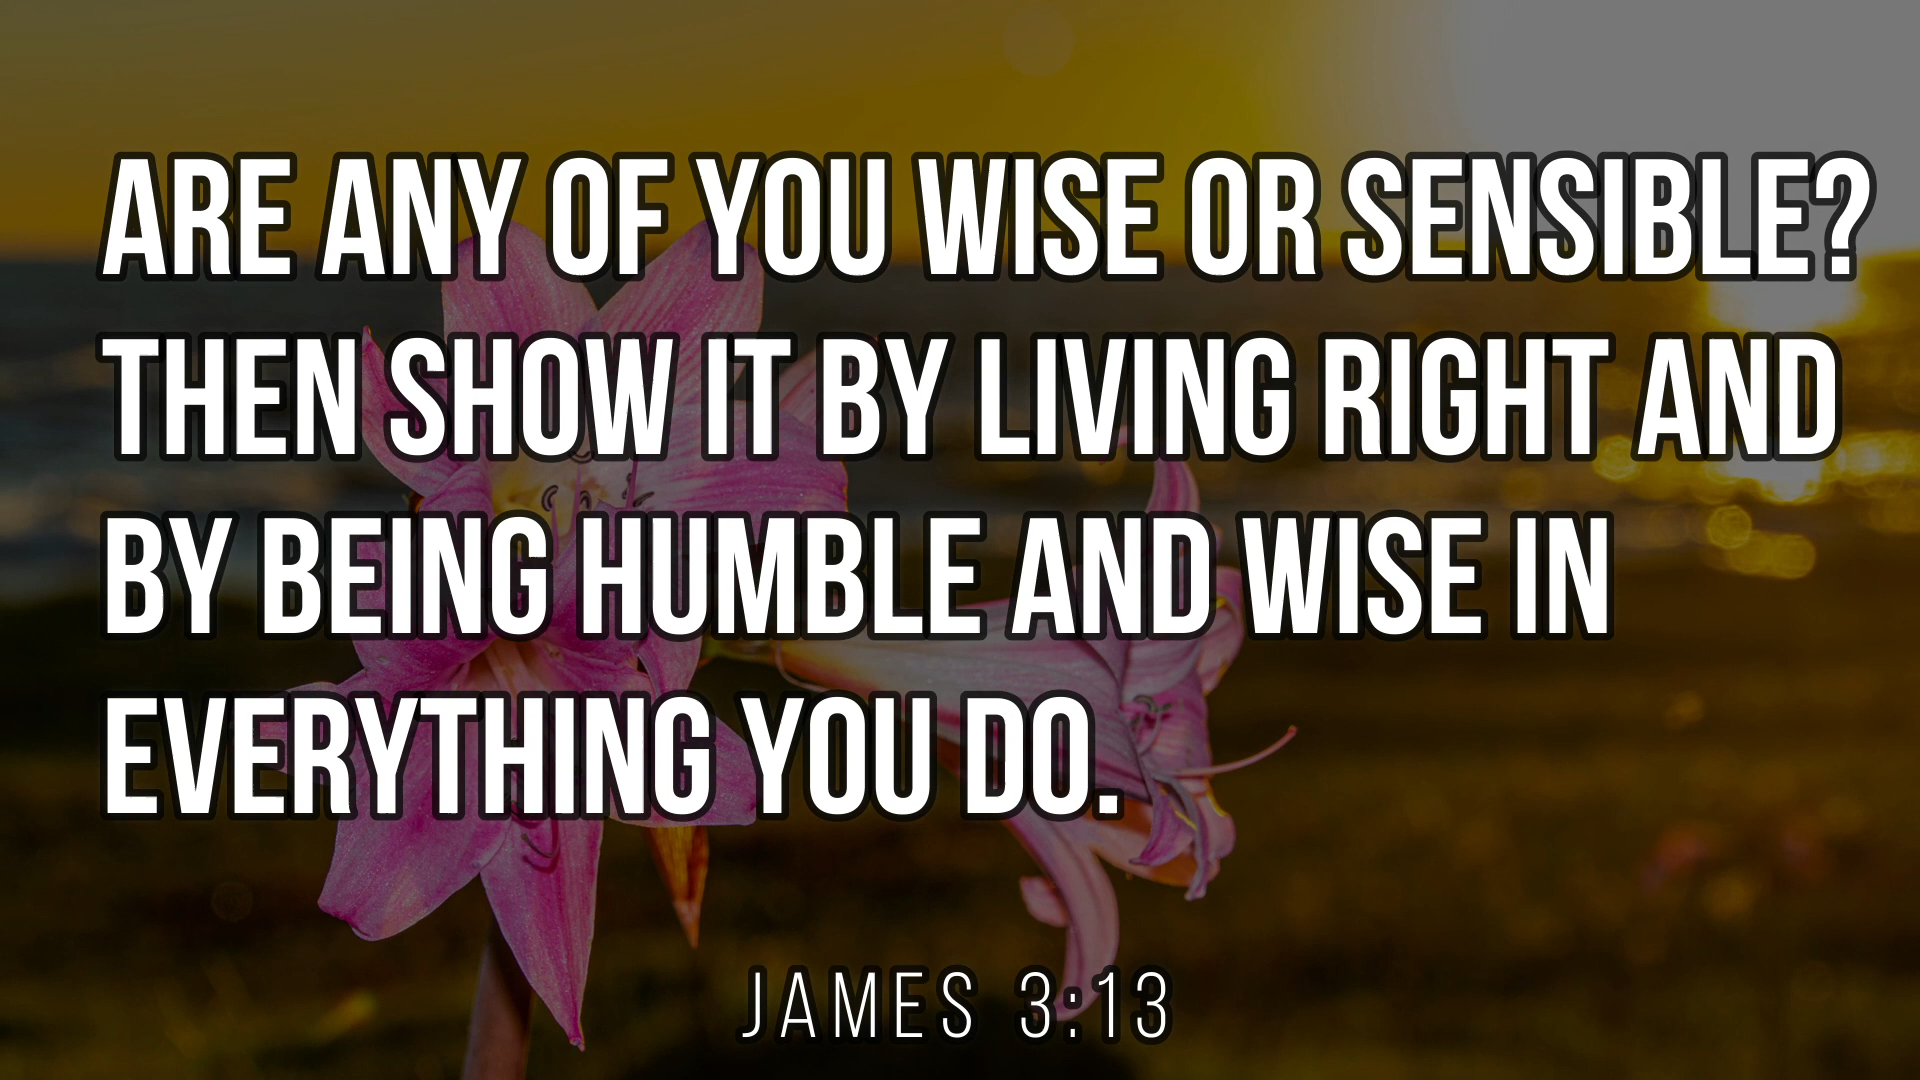 ARE ANY OF YOU WISE OR SENSIBLE?
THEN SHOW IT BY LIVING RIGHT AND
BY BEING HUMBLE AND WISE IN
EVERYTHING YOU DO.
JAMES 3:13